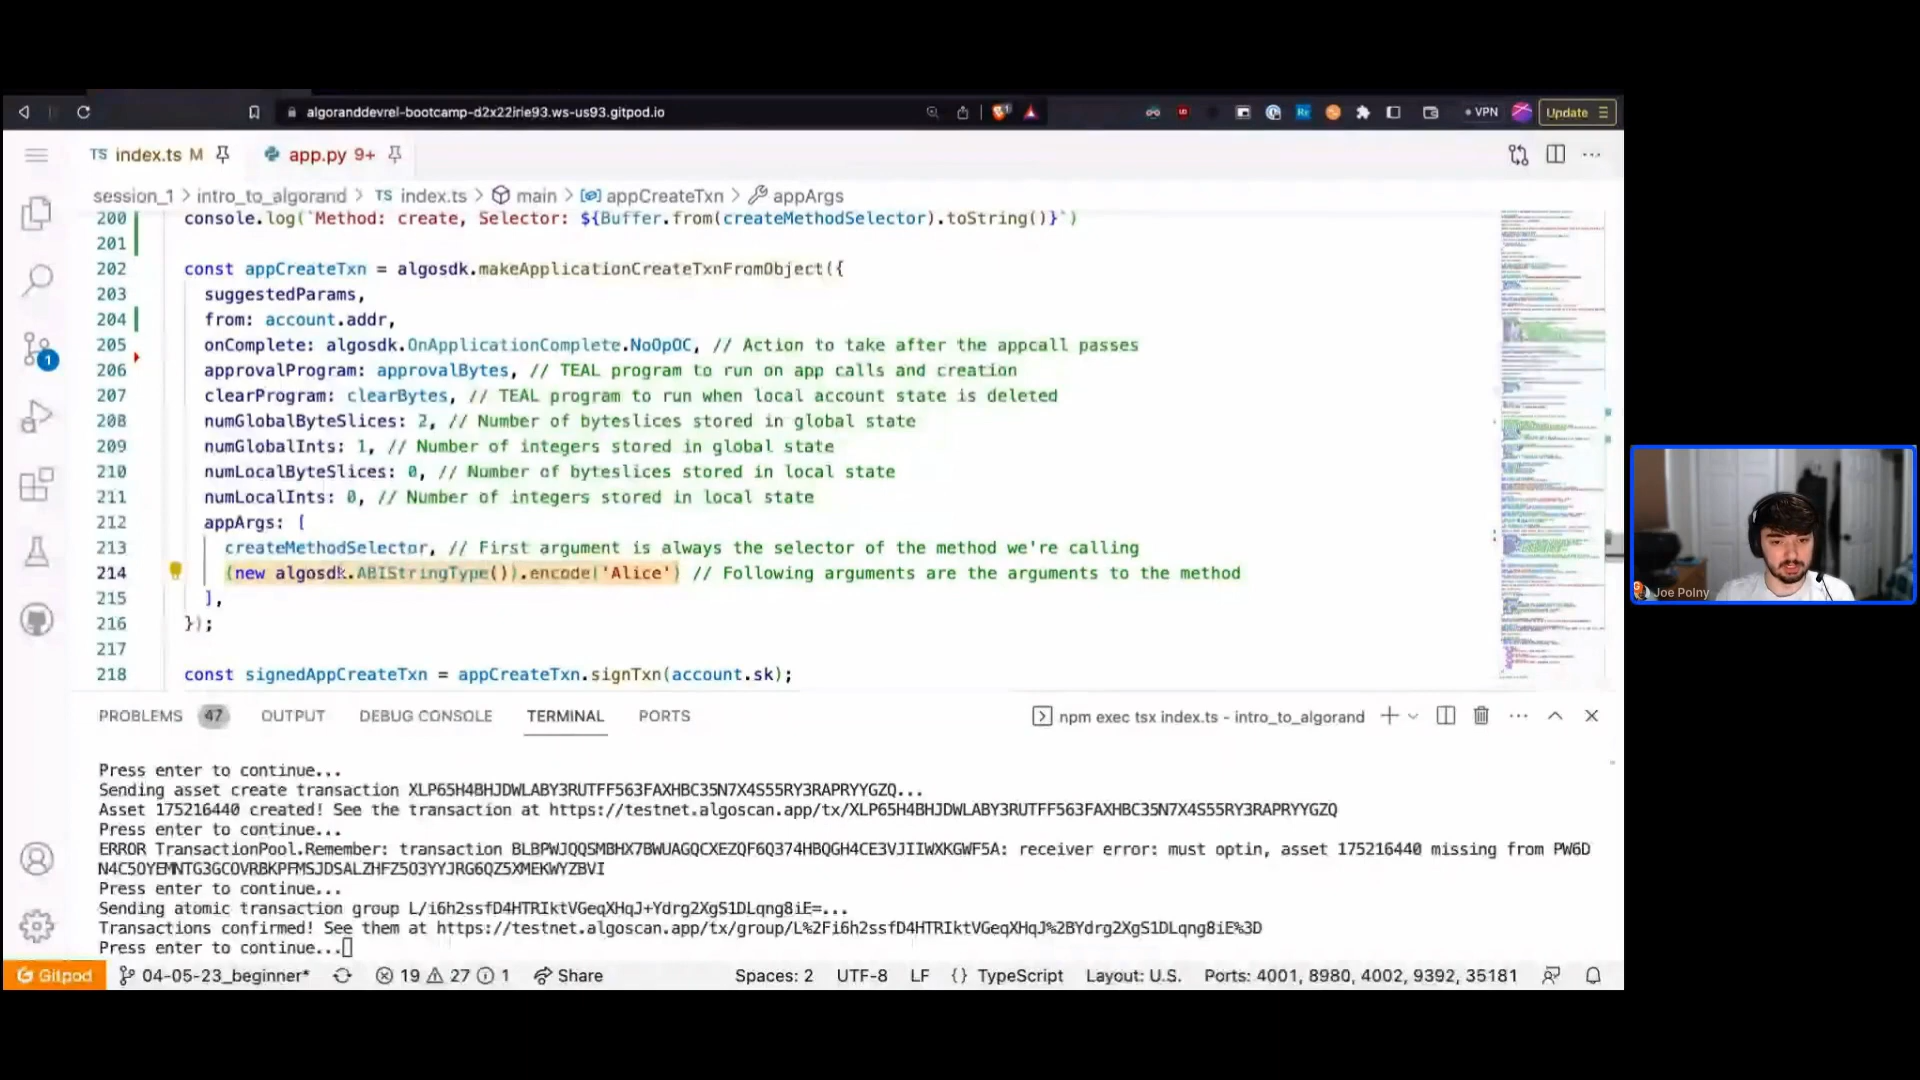 algoranddevrel-bootcamp-d2x22irie93.ws-us93.gitpod.io
VPN
Update
TS index.ts M
app.py 9+
session_1 > intro_to_algorand > TS index.ts > main > appCreateTxn > appArgs
200 console.log(`Method: create, Selector: ${Buffer.from(createMethodSelector).toString()}`)
201
202 const appCreateTxn = algosdk.makeApplicationCreateTxnFromObject({
203 suggestedParams,
204 from: account.addr,
205 onComplete: algosdk.OnApplicationComplete.NoOpOC, // Action to take after the appcall passes
206 approvalProgram: approvalBytes, // TEAL program to run on app calls and creation
207 clearProgram: clearBytes, // TEAL program to run when local account state is deleted
208 numGlobalByteSlices: 2, // Number of byteslices stored in global state
209 numGlobalInts: 1, // Number of integers stored in global state
210 numLocalByteSlices: 0, // Number of byteslices stored in local state
211 numLocalInts: 0, // Number of integers stored in local state
212 appArgs: [
213 createMethodSelector, // First argument is always the selector of the method we're calling
214 (new algosdk.ABIStringType()).encode('Alice') // Following arguments are the arguments to the method
215 ],
216 });
217
218 const signedAppCreateTxn = appCreateTxn.signTxn(account.sk);
PROBLEMS 47 OUTPUT DEBUG CONSOLE TERMINAL PORTS
npm exec tsx index.ts - intro_to_algorand
Press enter to continue...
Sending asset create transaction XLP65H4BHJDWLABY3RUTFF563FAXHBC35N7X4S55RY3RAPRYYGZQ...
Asset 175216440 created! See the transaction at https://testnet.algoscan.app/tx/XLP65H4BHJDWLABY3RUTFF563FAXHBC35N7X4S55RY3RAPRYYGZQ
Press enter to continue...
ERROR TransactionPool.Remember: transaction BLBPWJQQSMBHX7BWUAGQCXEZQF6Q374HBQGH4CE3VJIIWXKGWF5A: receiver error: must optin, asset 175216440 missing from PW6D
N4C5OYEMNTG3GCOVRBKPFMSJDSALZHFZ5O3YYJRG6QZ5XMEKWYZBVI
Press enter to continue...
Sending atomic transaction group L/i6h2ssfD4HTRIktVGeqXHqJ+Ydrg2XgS1DLqng8iE=...
Transactions confirmed! See them at https://testnet.algoscan.app/tx/group/L%2Fi6h2ssfD4HTRIktVGeqXHqJ%2BYdrg2XgS1DLqng8iE%3D
Press enter to continue...
Gitpod 04-05-23_beginner* 19 27 1 Share Spaces: 2 UTF-8 LF {} TypeScript Layout: U.S. Ports: 4001, 8980, 4002, 9392, 35181
1
Joe Polny